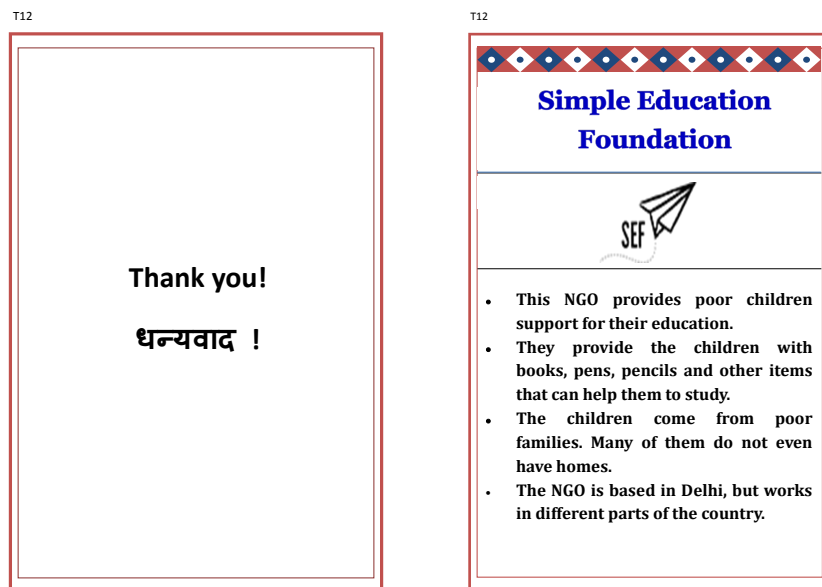 T12
Thank you!
धन्यवाद !
T12
Simple Education
Foundation
SEF
• This NGO provides poor children
support for their education.
• They provide the children with
books, pens, pencils and other items
that can help them to study.
• The children come from poor
families. Many of them do not even
have homes.
• The NGO is based in Delhi, but works
in different parts of the country.